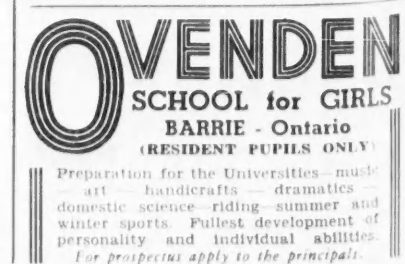 OVENDEN
SCHOOL for GIRLS
BARRIE - Ontario
(RESIDENT PUPILS ONLY)
Preparation for the Universities—music
— art — handicrafts — dramatics —
domestic science—riding—summer and
winter sports. Fullest development of
personality and individual abilities.
For prospectus apply to the principals.